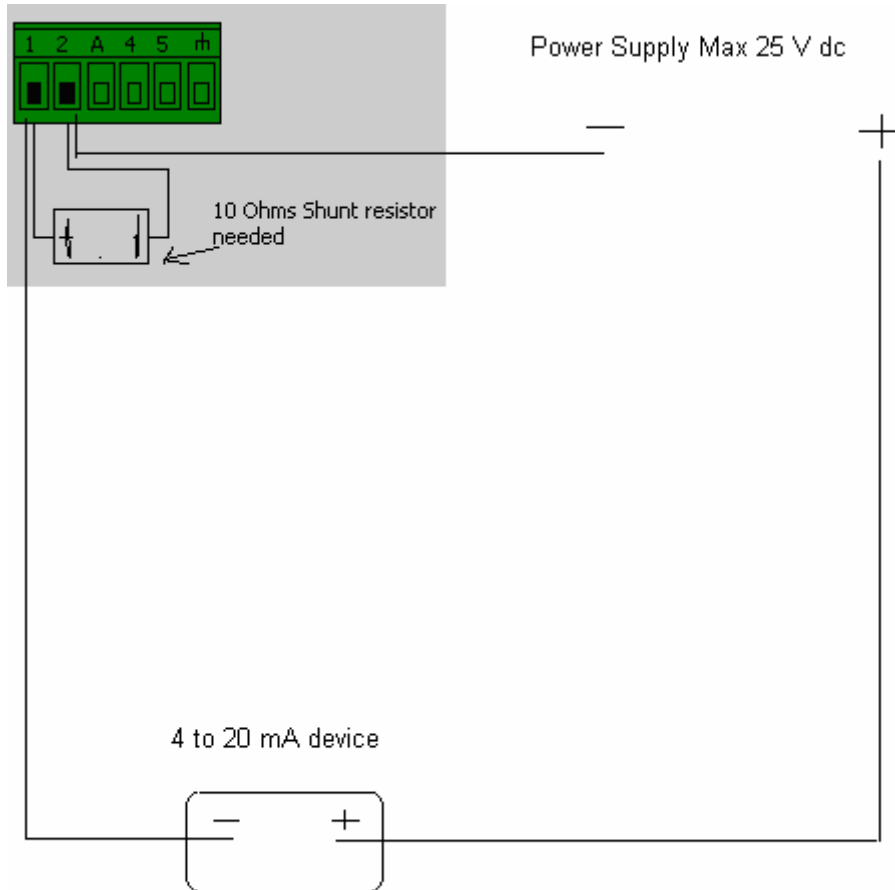 1 2 A 4 5
Power Supply Max 25 V dc
− +
10 Ohms Shunt resistor
needed
4 to 20 mA device
− +